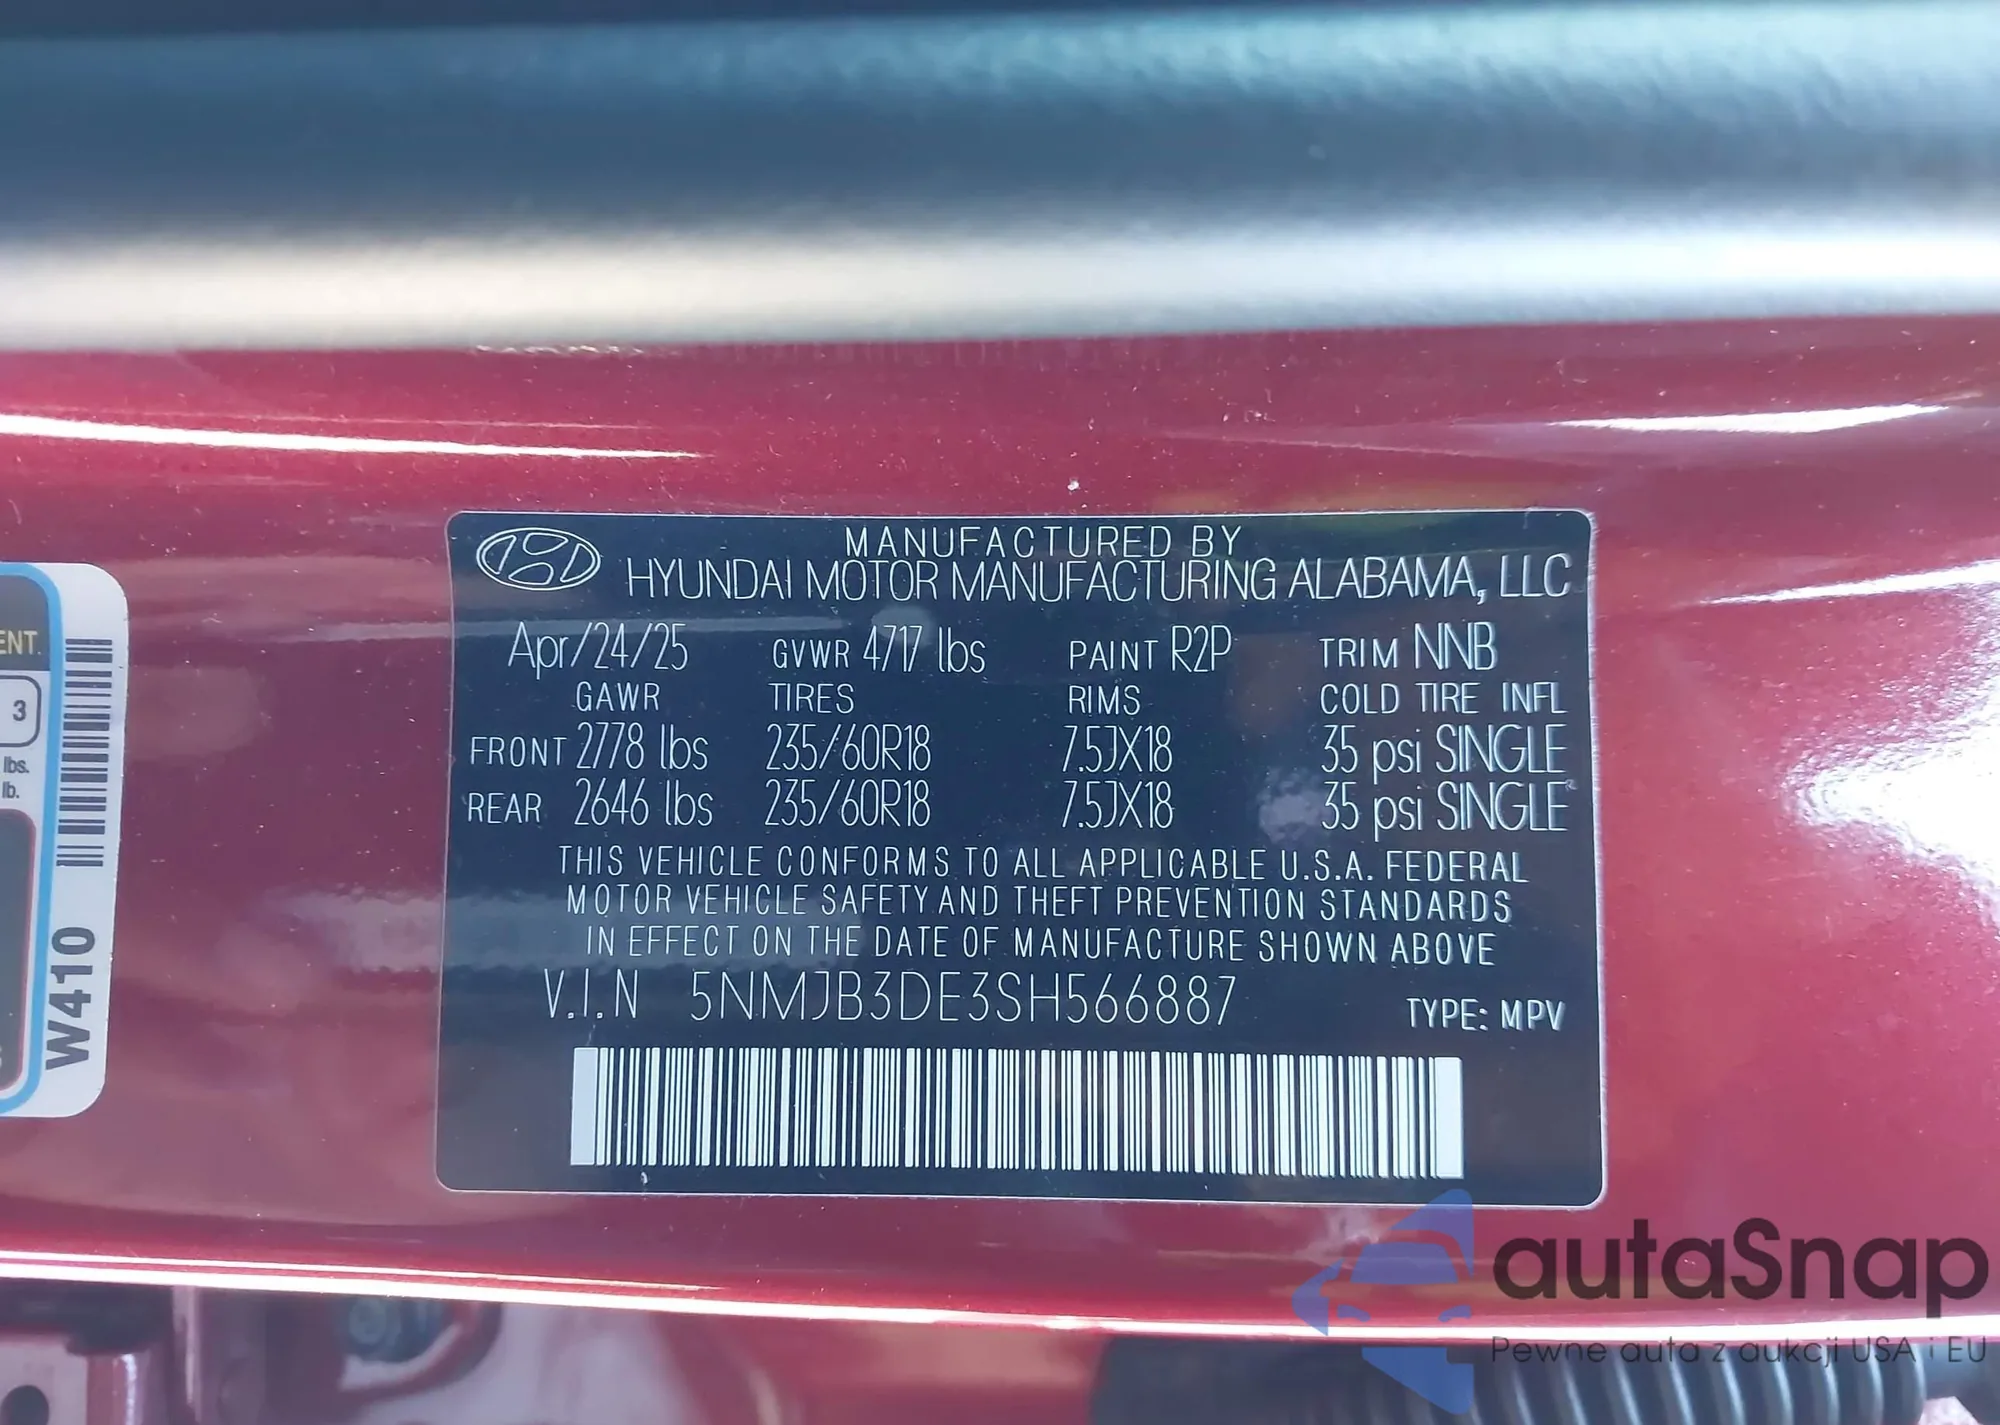 MANUFACTURED BY
HYUNDAI MOTOR MANUFACTURING ALABAMA, LLC
Apr/24/25 GVWR 4717 lbs PAINT R2P TRIM NNB
GAWR TIRES RIMS COLD TIRE INFL
FRONT 2778 lbs 235/60R18 7.5JX18 35 psi SINGLE
REAR 2646 lbs 235/60R18 7.5JX18 35 psi SINGLE
THIS VEHICLE CONFORMS TO ALL APPLICABLE U.S.A. FEDERAL
MOTOR VEHICLE SAFETY AND THEFT PREVENTION STANDARDS
IN EFFECT ON THE DATE OF MANUFACTURE SHOWN ABOVE
V.I.N 5NMJB3DE3SH566887 TYPE: MPV
ENT
3
lbs.
lb.
W410
autaSnap
Pewne auta z aukcji USA i EU